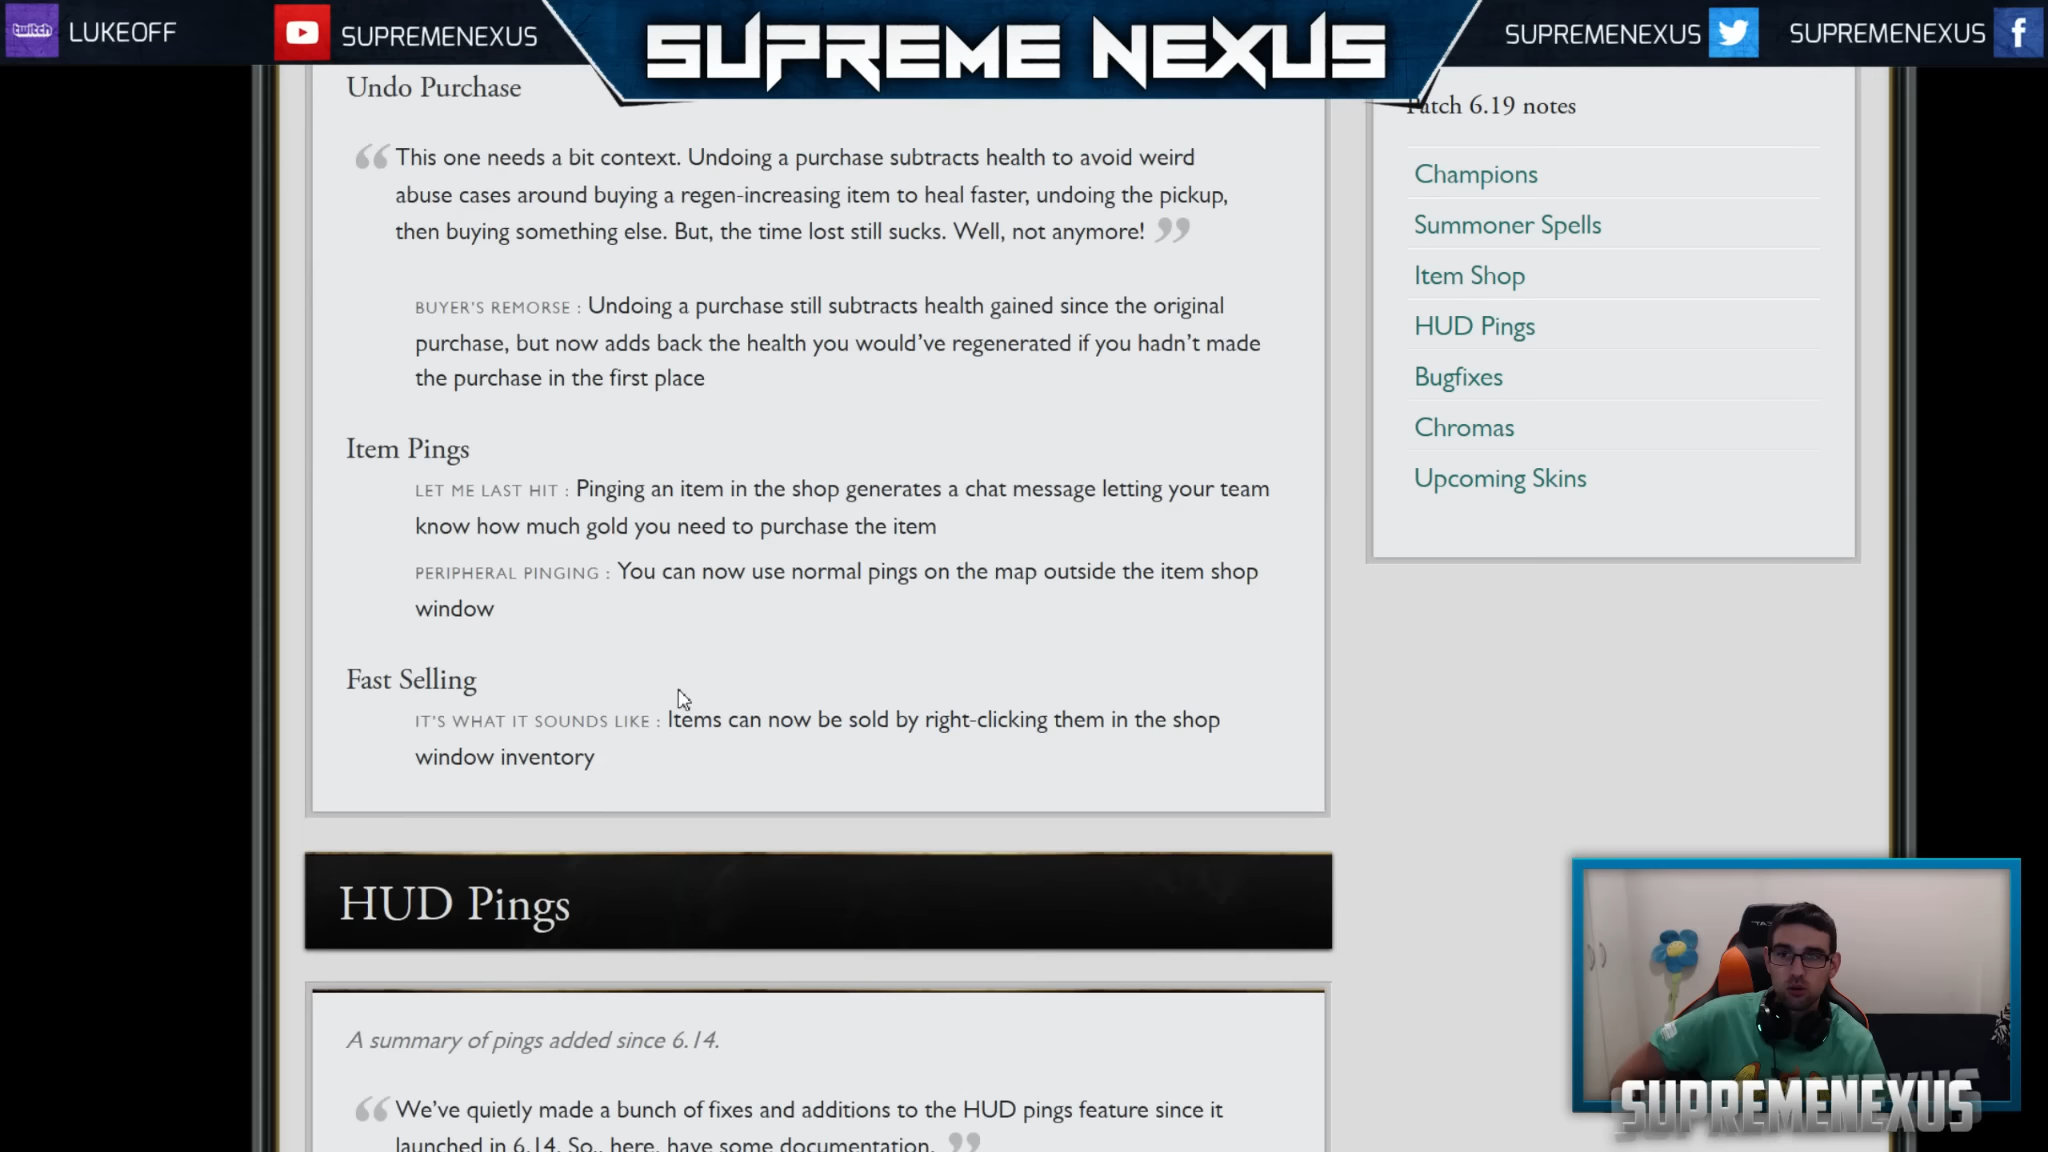 twitch LUKEOFF
SUPREMENEXUS
SUPREME NEXUS
SUPREMENEXUS
SUPREMENEXUS
Undo Purchase
“This one needs a bit context. Undoing a purchase subtracts health to avoid weird
abuse cases around buying a regen-increasing item to heal faster, undoing the pickup,
then buying something else. But, the time lost still sucks. Well, not anymore!”
BUYER'S REMORSE : Undoing a purchase still subtracts health gained since the original
purchase, but now adds back the health you would've regenerated if you hadn't made
the purchase in the first place
Item Pings
LET ME LAST HIT : Pinging an item in the shop generates a chat message letting your team
know how much gold you need to purchase the item
PERIPHERAL PINGING : You can now use normal pings on the map outside the item shop
window
Fast Selling
IT'S WHAT IT SOUNDS LIKE : Items can now be sold by right-clicking them in the shop
window inventory
HUD Pings
A summary of pings added since 6.14.
“We've quietly made a bunch of fixes and additions to the HUD pings feature since it
launched in 6.14. So.. here, have some documentation.”
Patch 6.19 notes
Champions
Summoner Spells
Item Shop
HUD Pings
Bugfixes
Chromas
Upcoming Skins
SUPREMENEXUS